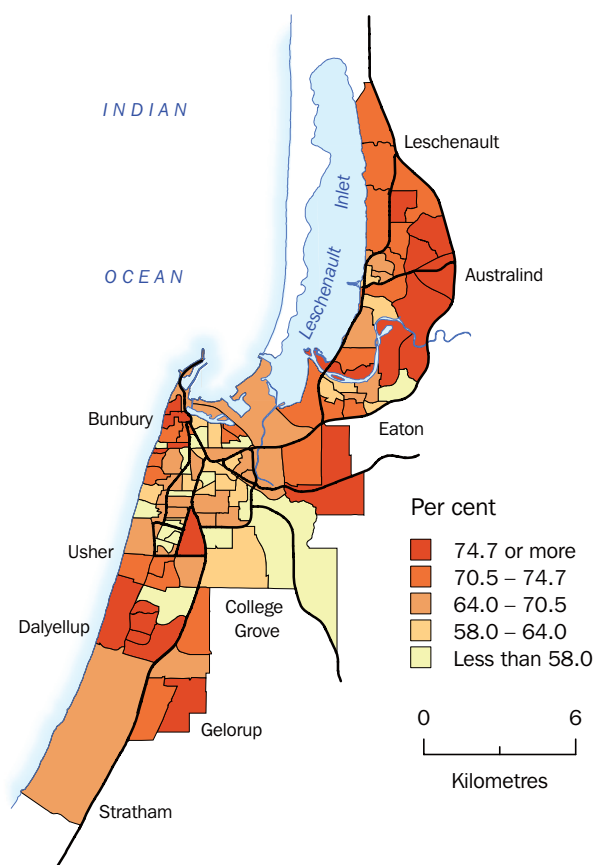 INDIAN
OCEAN
Leschenault
Inlet
Leschenault
Australind
Bunbury
Eaton
Usher
College
Grove
Dalyellup
Gelorup
Stratham
Per cent
74.7 or more
70.5 – 74.7
64.0 – 70.5
58.0 – 64.0
Less than 58.0
0 6
Kilometres